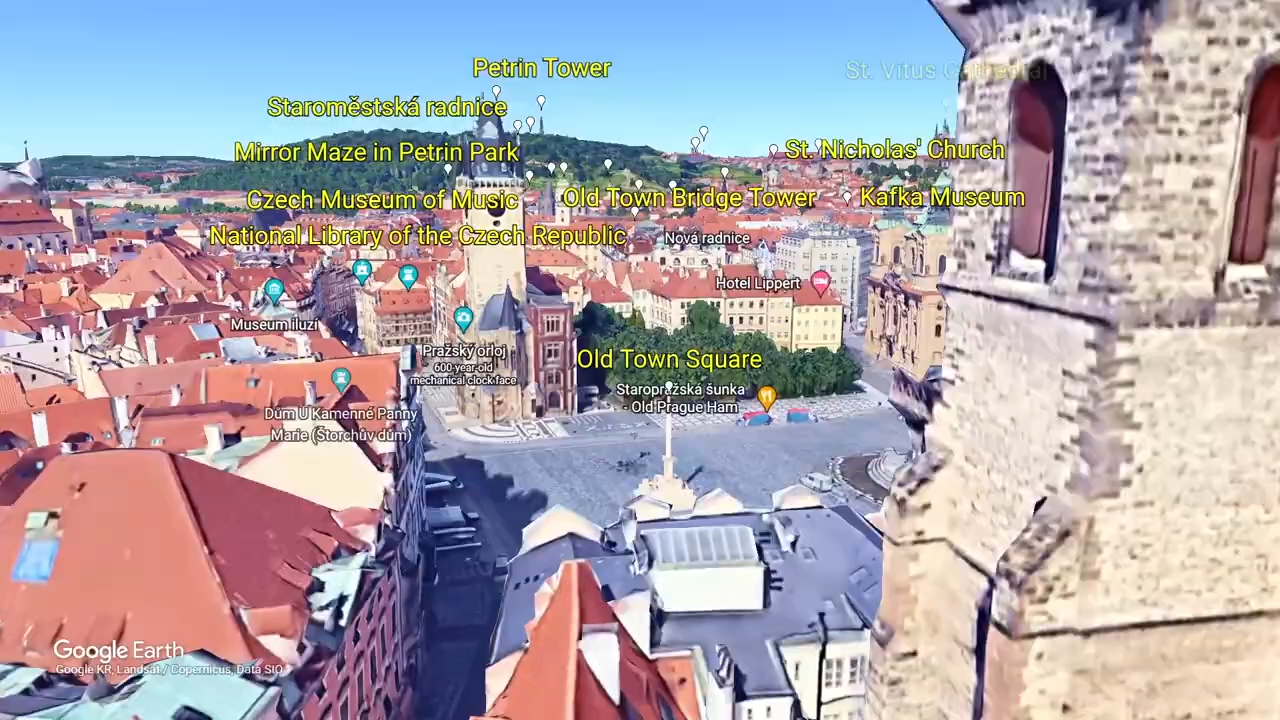 Petrin Tower
St. Vitus Cathedral
Staroměstská radnice
Mirror Maze in Petrin Park
St. Nicholas' Church
Czech Museum of Music
Old Town Bridge Tower
Kafka Museum
National Library of the Czech Republic
Nová radnice
Hotel Lippert
Museum iluzí
Pražský orloj
600-year-old
mechanical clock face
Old Town Square
Staropražská šunka
- Old Prague Ham
Dům U Kamenné Panny
Marie (Štorchův dům)
Google Earth
Google KR, Landsat / Copernicus, Data SIO